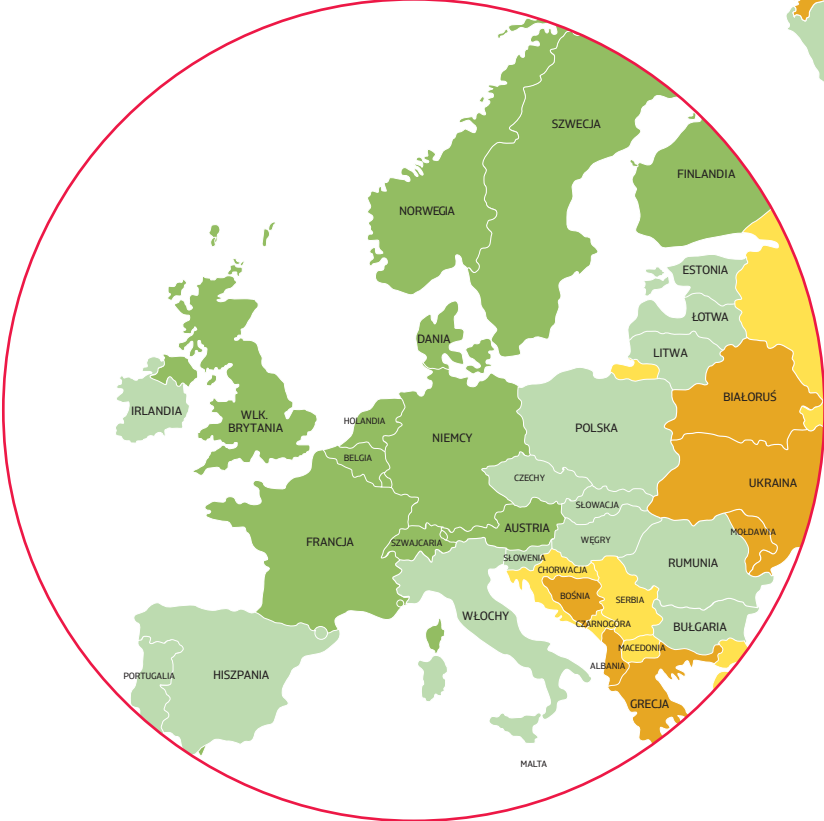 SZWECJA
FINLANDIA
NORWEGIA
ESTONIA
ŁOTWA
DANIA
LITWA
BIAŁORUŚ
IRLANDIA
WLK.
BRYTANIA
HOLANDIA
NIEMCY
POLSKA
BELGIA
CZECHY
UKRAINA
SŁOWACJA
AUSTRIA
MOŁDAWIA
FRANCJA
SZWAJCARIA
WĘGRY
SŁOWENIA
RUMUNIA
CHORWACJA
BOŚNIA
SERBIA
WŁOCHY
CZARNOGÓRA
BUŁGARIA
MACEDONIA
ALBANIA
PORTUGALIA
HISZPANIA
GRECJA
MALTA